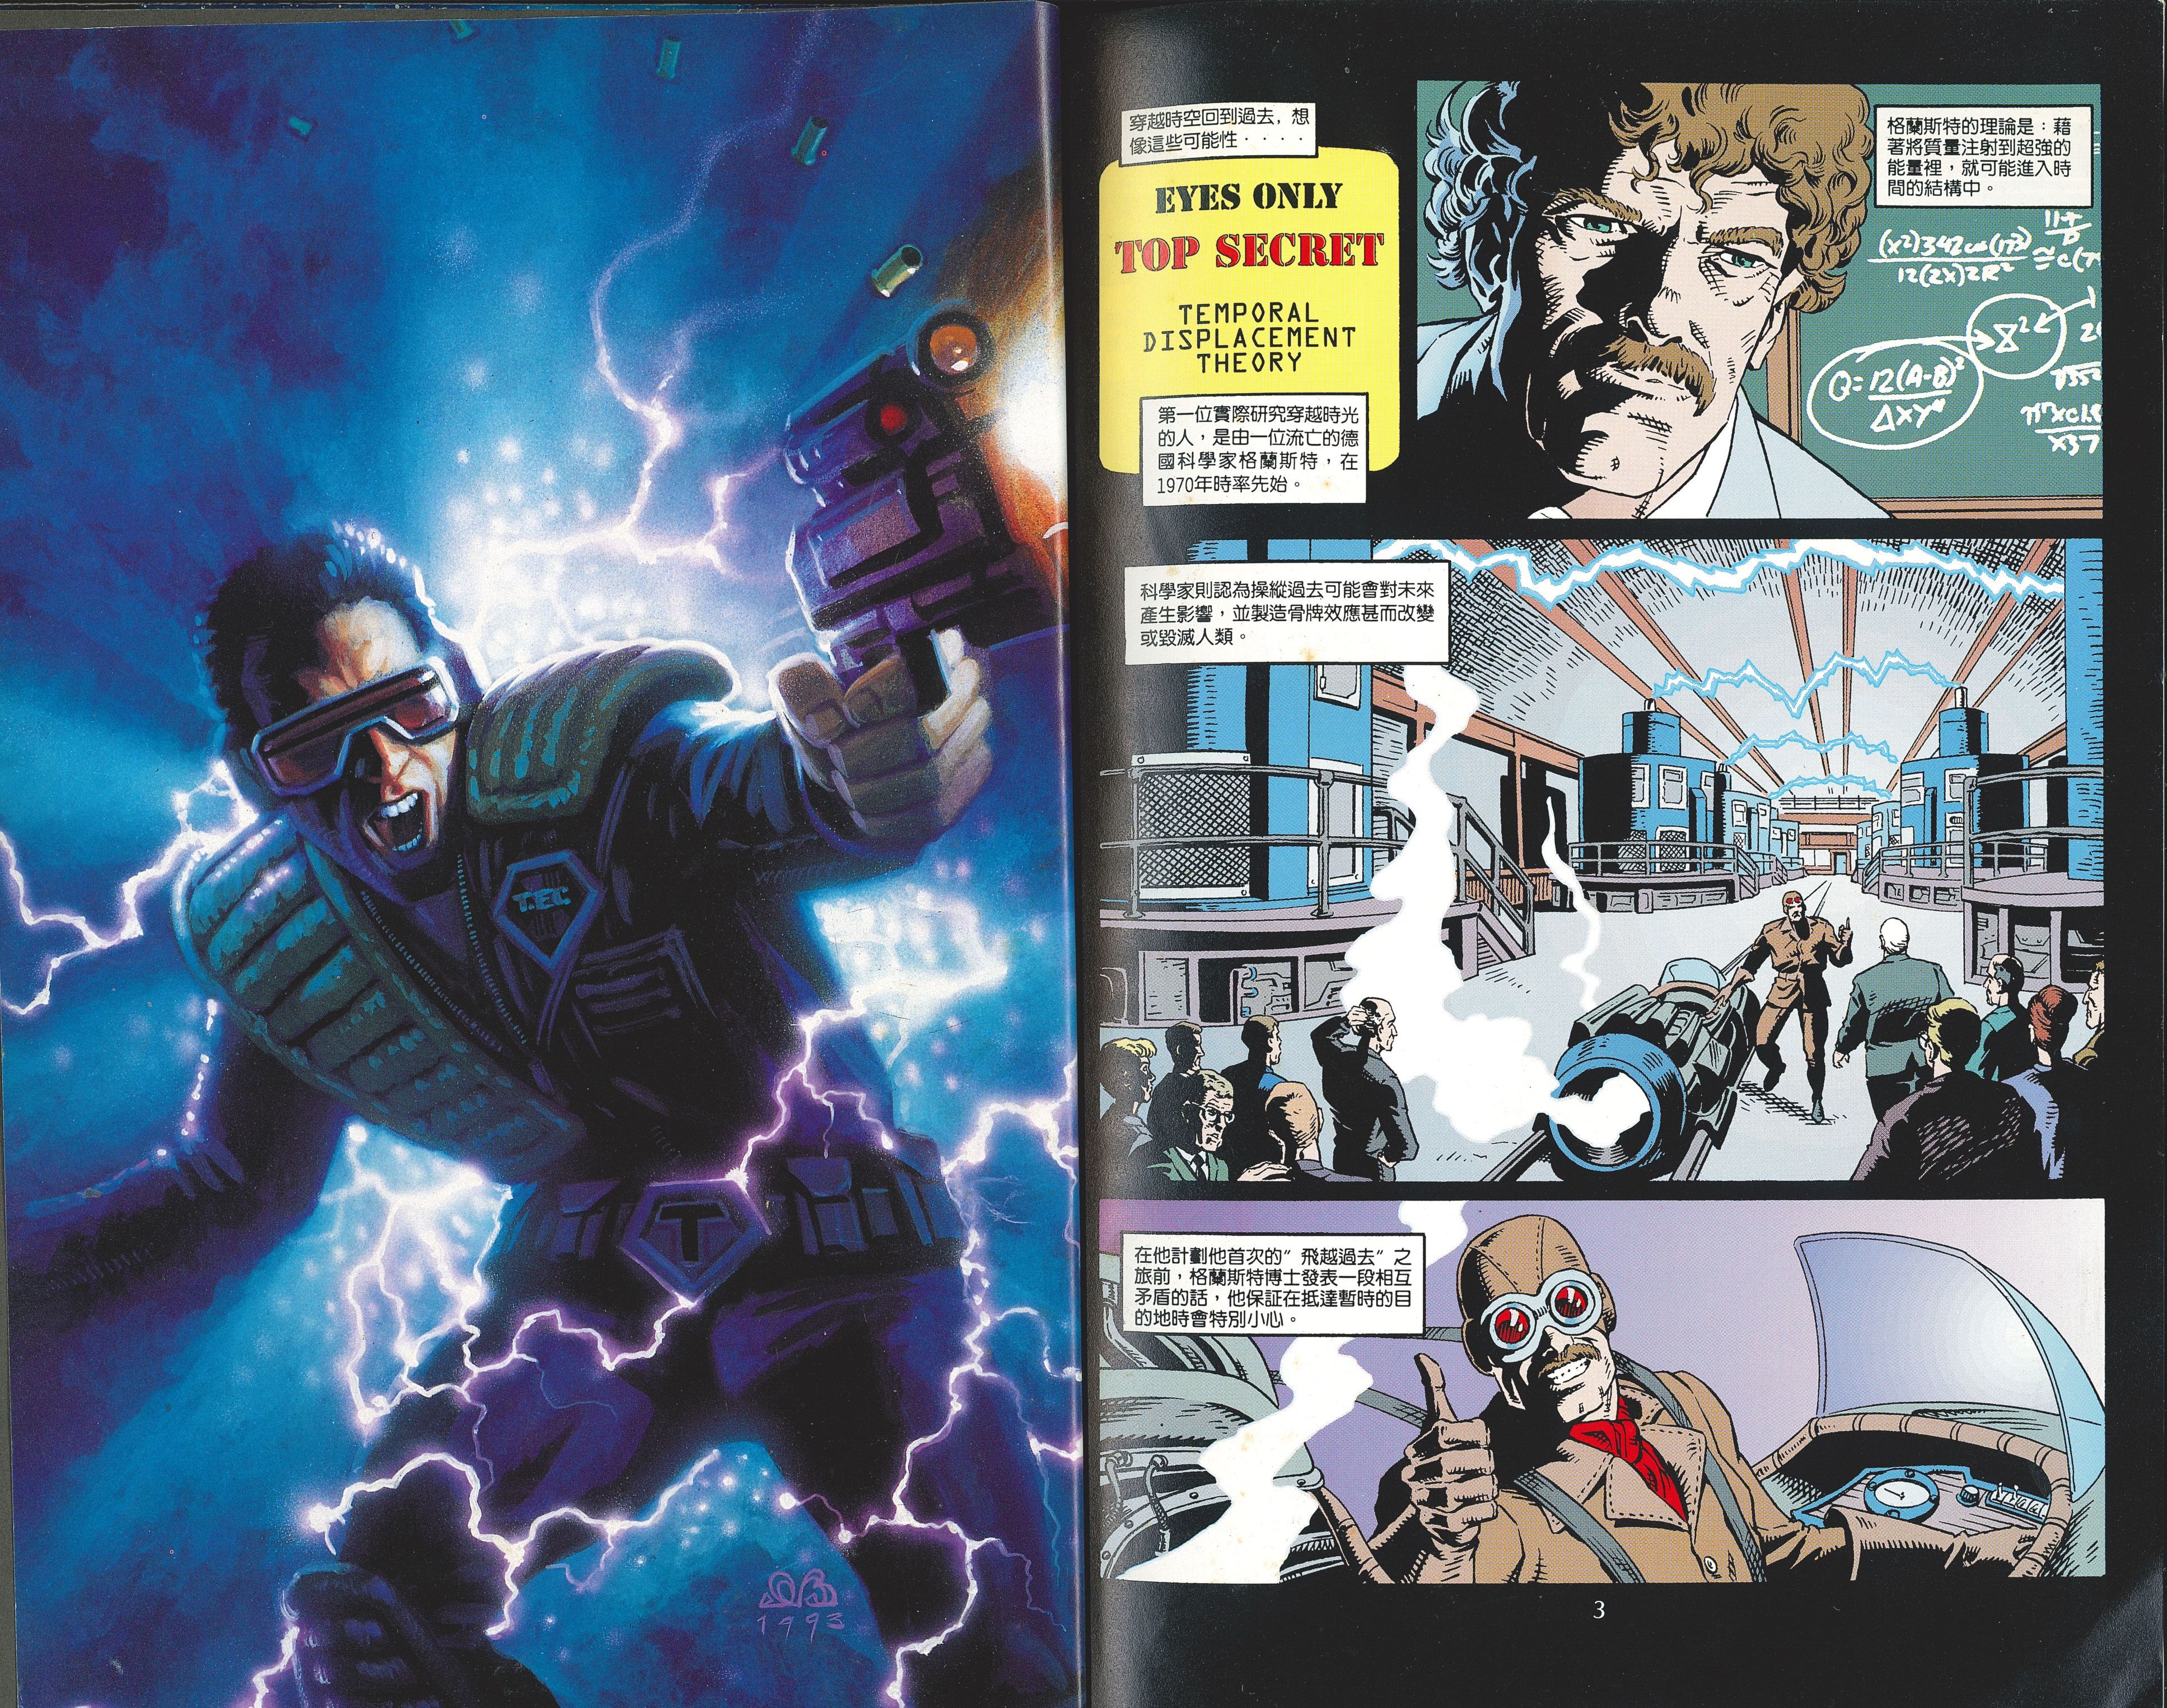 T.E.C.
T
1993
穿越時空回到過去，想
像這些可能性‧‧‧‧
EYES ONLY
TOP SECRET
TEMPORAL
DISPLACEMENT
THEORY
第一位實際研究穿越時光
的人，是由一位流亡的德
國科學家格蘭斯特，在
1970年時率先始。
格蘭斯特的理論是：藉
著將質量注射到超強的
能量裡，就可能進入時
間的結構中。
(x²)342cos(173)
12(2x)2R²
Q=12(A-B)²
ΔXY⁴
科學家則認為操縱過去可能會對未來
產生影響，並製造骨牌效應甚而改變
或毀滅人類。
在他計劃他首次的〝飛越過去〞之
旅前，格蘭斯特博士發表一段相互
矛盾的話，他保証在抵達暫時的目
的地時會特別小心。
3